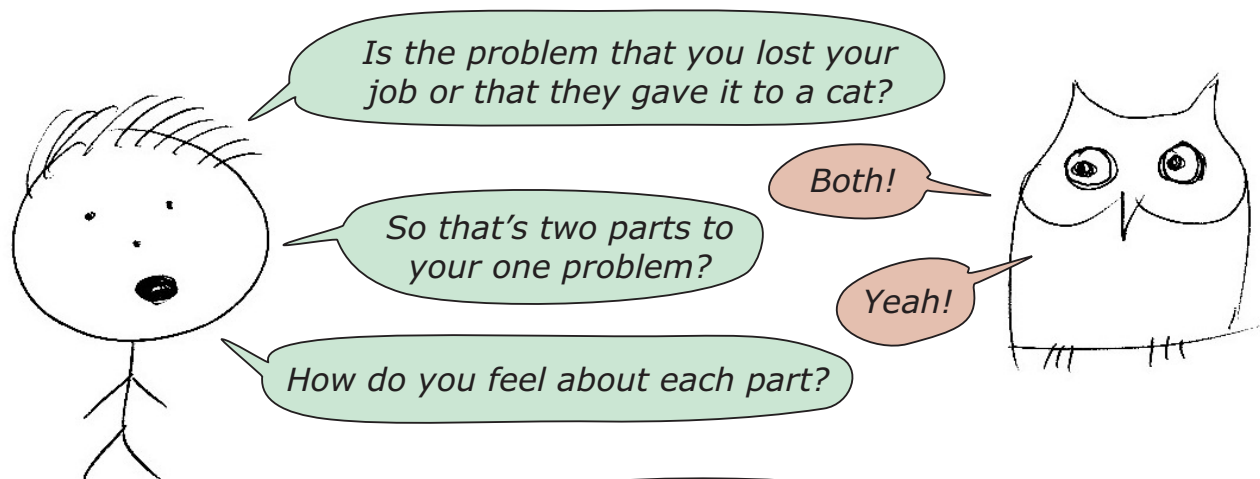 Is the problem that you lost your
job or that they gave it to a cat?
Both!
So that's two parts to
your one problem?
Yeah!
How do you feel about each part?